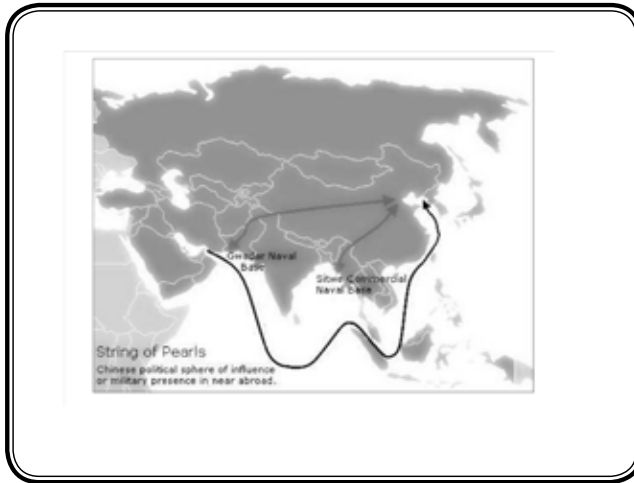 Gwadar Naval
Base
Sitwe Commercial
Naval Base
String of Pearls
Chinese political sphere of influence
or military presence in near abroad.